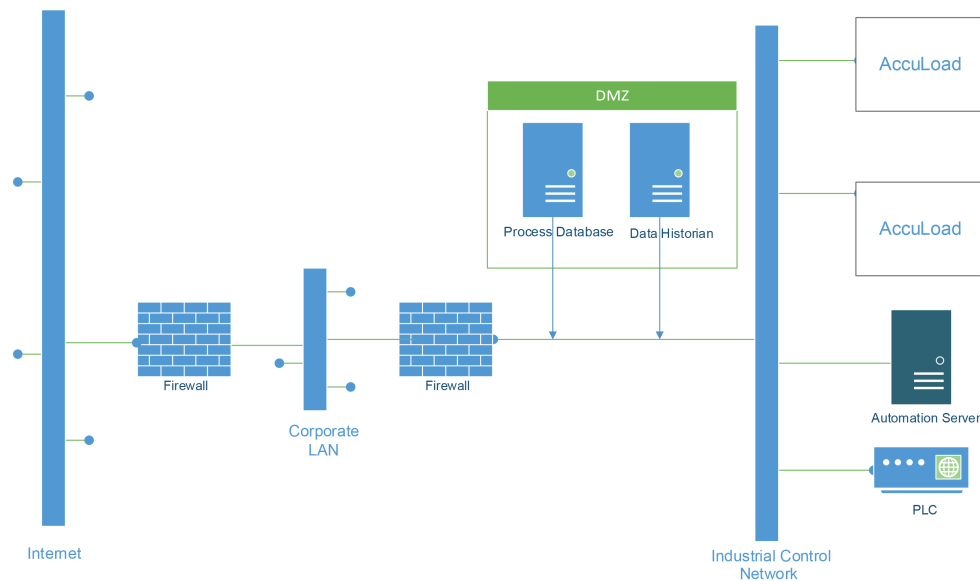 AccuLoad
DMZ
Process Database
Data Historian
AccuLoad
Firewall
Firewall
Corporate
LAN
Automation Server
PLC
Internet
Industrial Control
Network